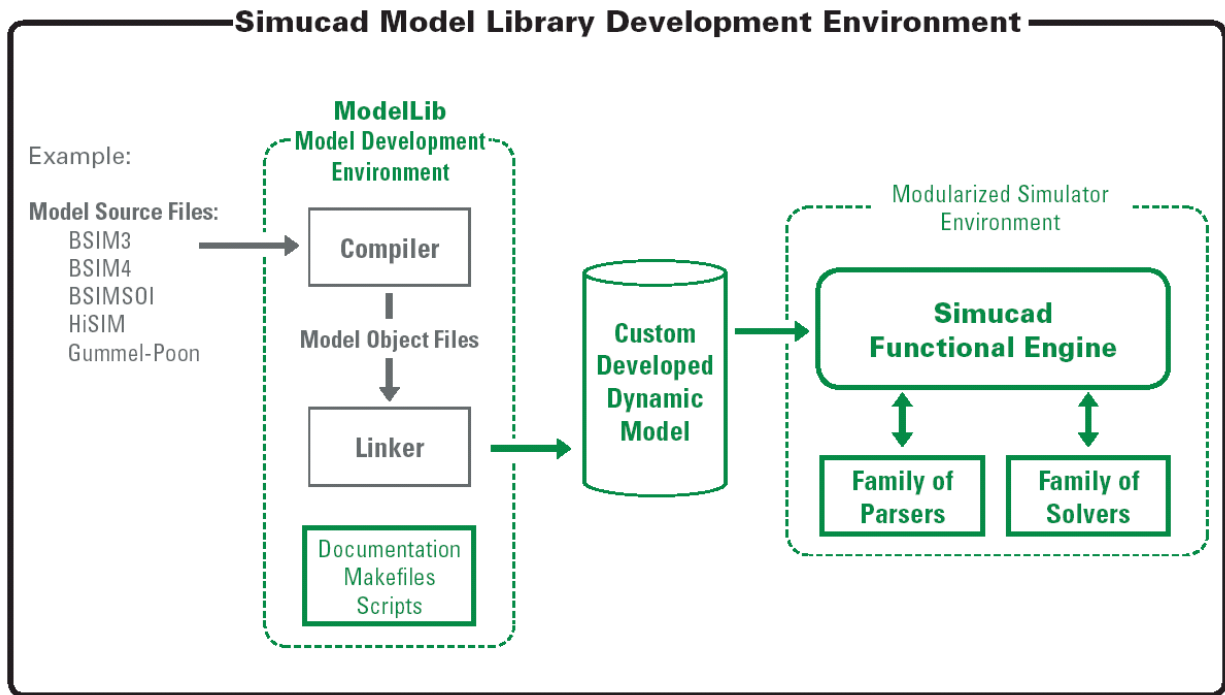 Simucad Model Library Development Environment
Example:
Model Source Files:
BSIM3
BSIM4
BSIMSOI
HiSIM
Gummel-Poon
ModelLib
Model Development
Environment
Compiler
Model Object Files
Linker
Documentation
Makefiles
Scripts
Custom
Developed
Dynamic
Model
Modularized Simulator
Environment
Simucad
Functional Engine
Family of
Parsers
Family of
Solvers